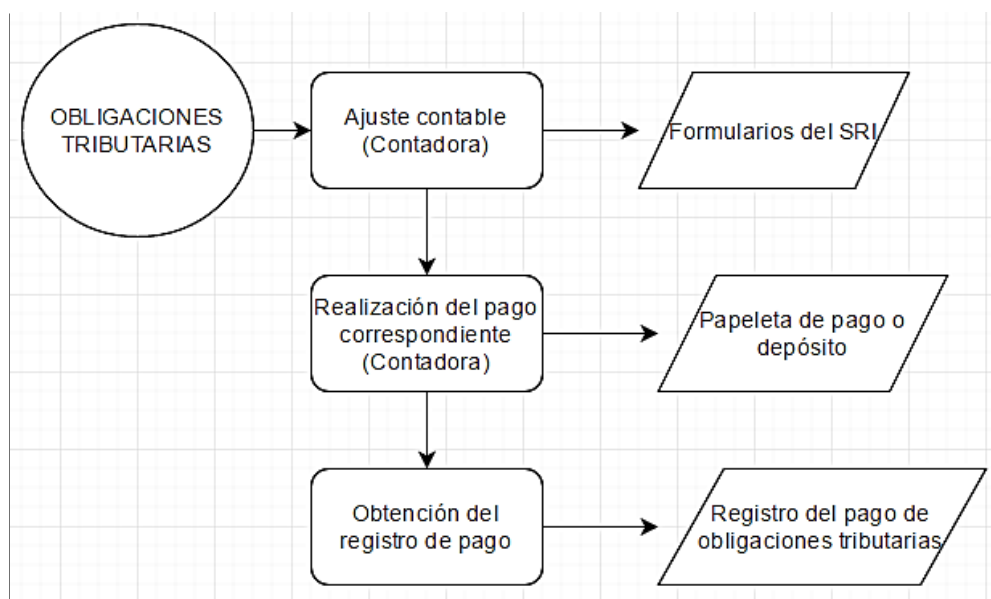 OBLIGACIONES
TRIBUTARIAS
Ajuste contable
(Contadora)
Formularios del SRI
Realización del pago
correspondiente
(Contadora)
Papeleta de pago o
depósito
Obtención del
registro de pago
Registro del pago de
obligaciones tributarias